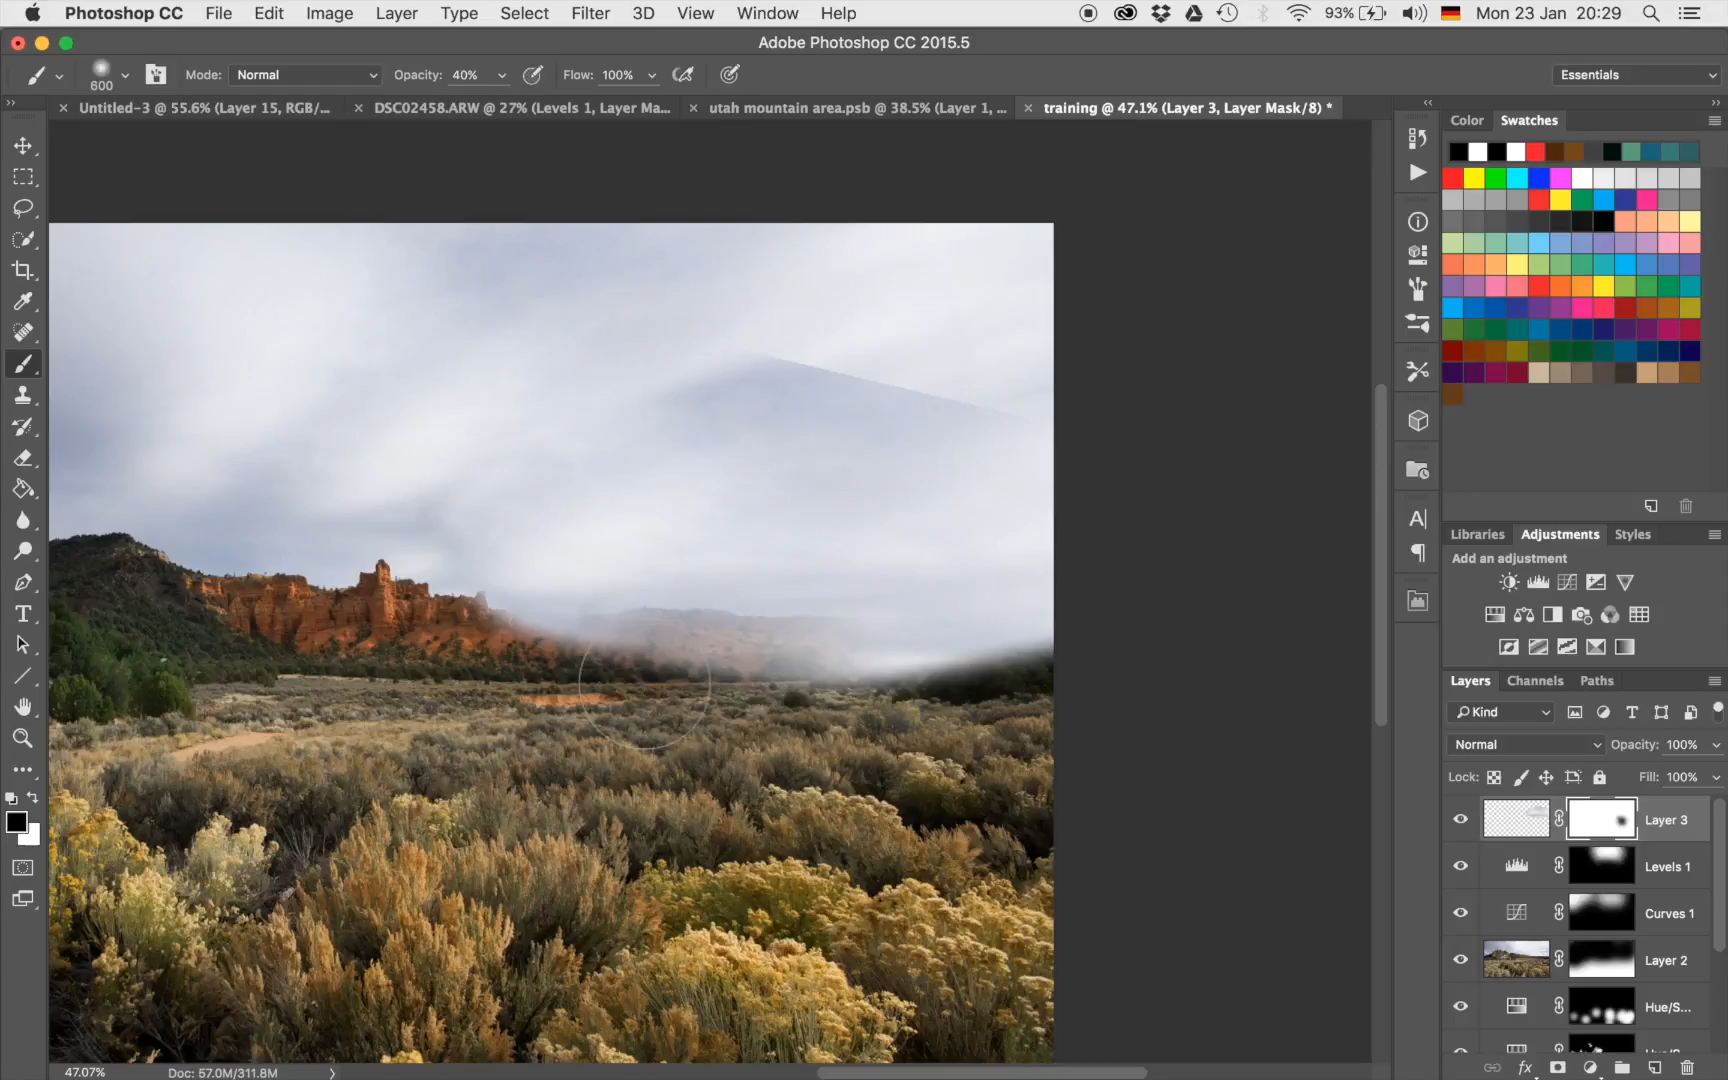 Photoshop CC File Edit Image Layer Type Select Filter 3D View Window Help 93% Mon 23 Jan 20:29
Adobe Photoshop CC 2015.5
600 Mode: Normal Opacity: 40% Flow: 100% Essentials
Untitled-3 @ 55.6% (Layer 15, RGB/... DSC02458.ARW @ 27% (Levels 1, Layer Ma... utah mountain area.psb @ 38.5% (Layer 1, ... training @ 47.1% (Layer 3, Layer Mask/8) *
Color Swatches
Libraries Adjustments Styles
Add an adjustment
Layers Channels Paths
Kind
Normal Opacity: 100%
Lock: Fill: 100%
Layer 3
Levels 1
Curves 1
Layer 2
Hue/S...
47.07% Doc: 57.0M/311.8M